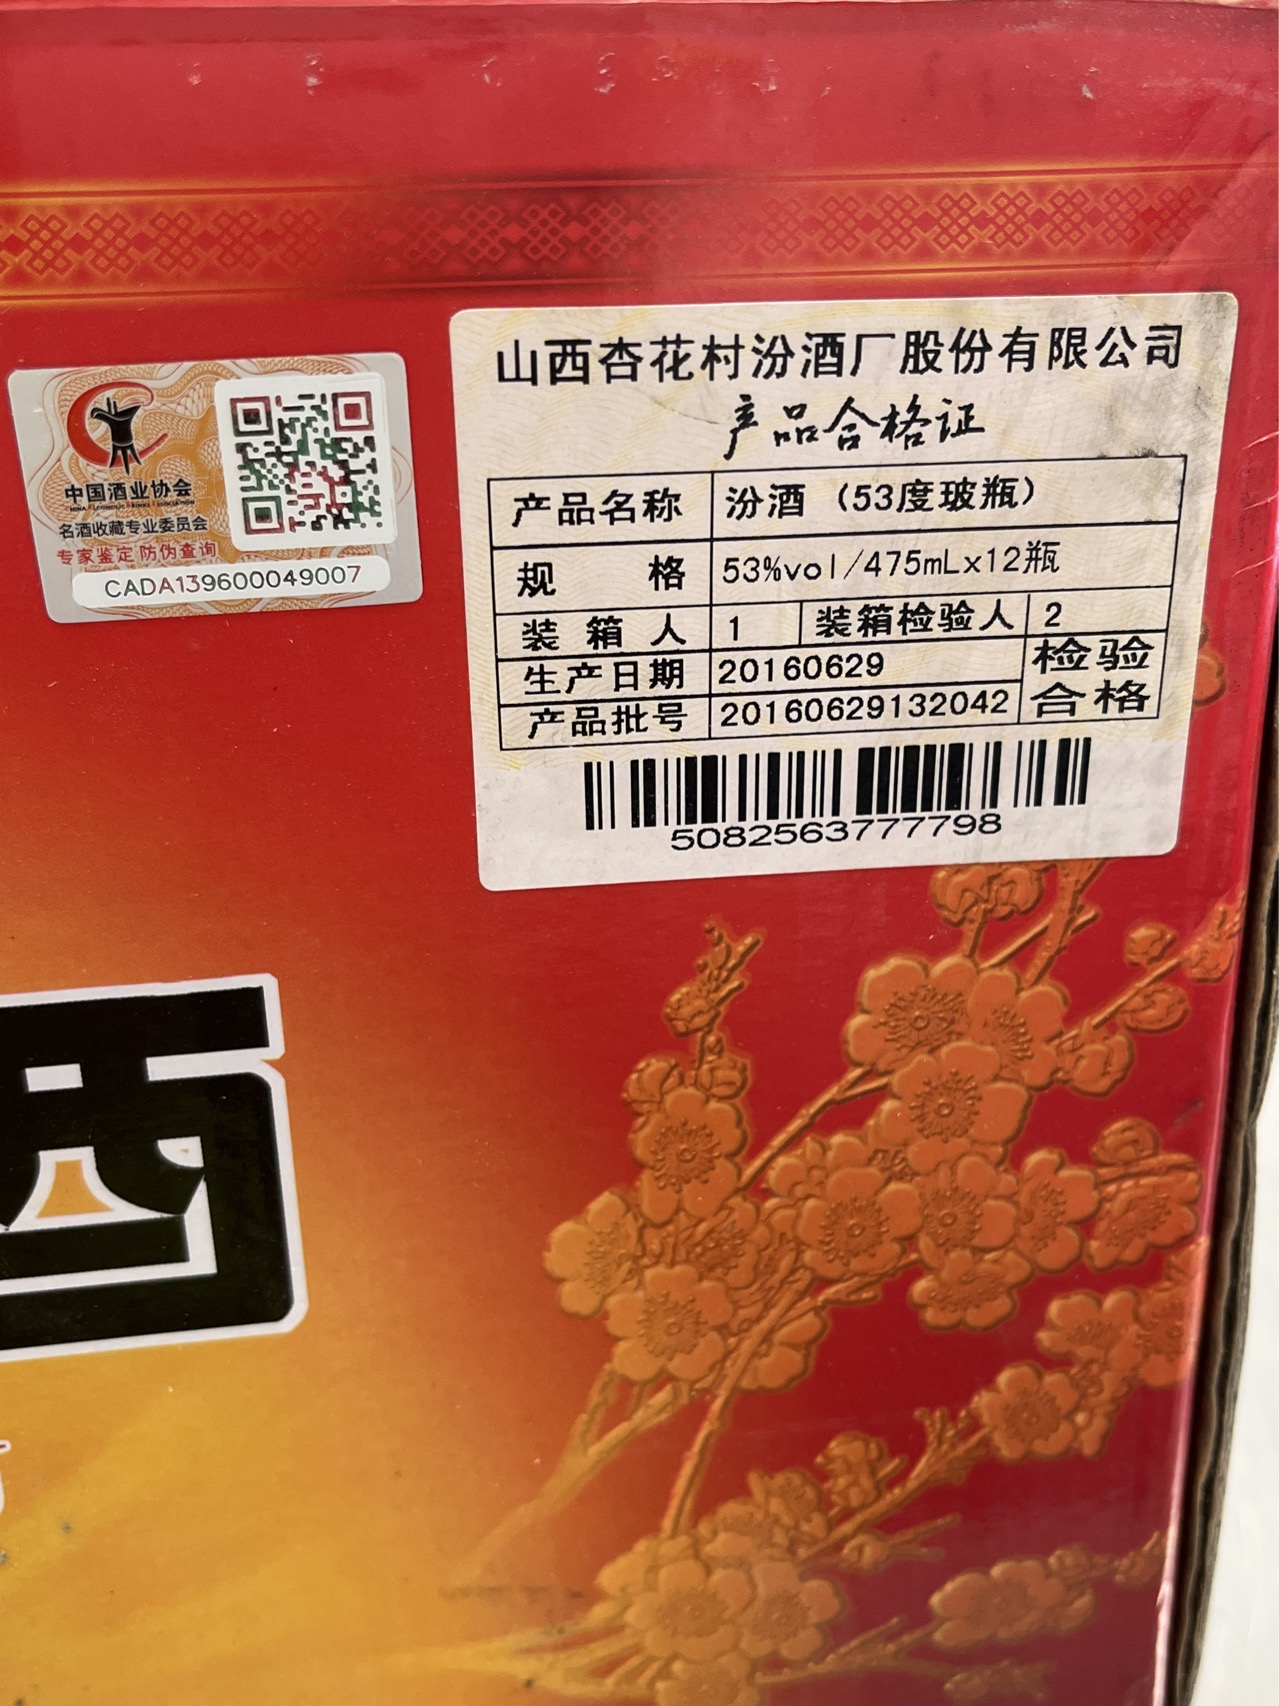 山西杏花村汾酒厂股份有限公司
产品合格证
产品名称 汾酒（53度玻瓶）
规 格 53%vol/475mLx12瓶
装 箱 人 1 装箱检验人 2
生产日期 20160629 检验
产品批号 20160629132042 合格
5082563777798
中国酒业协会
名酒收藏专业委员会
专家鉴定 防伪查询
CADA139600049007
酒